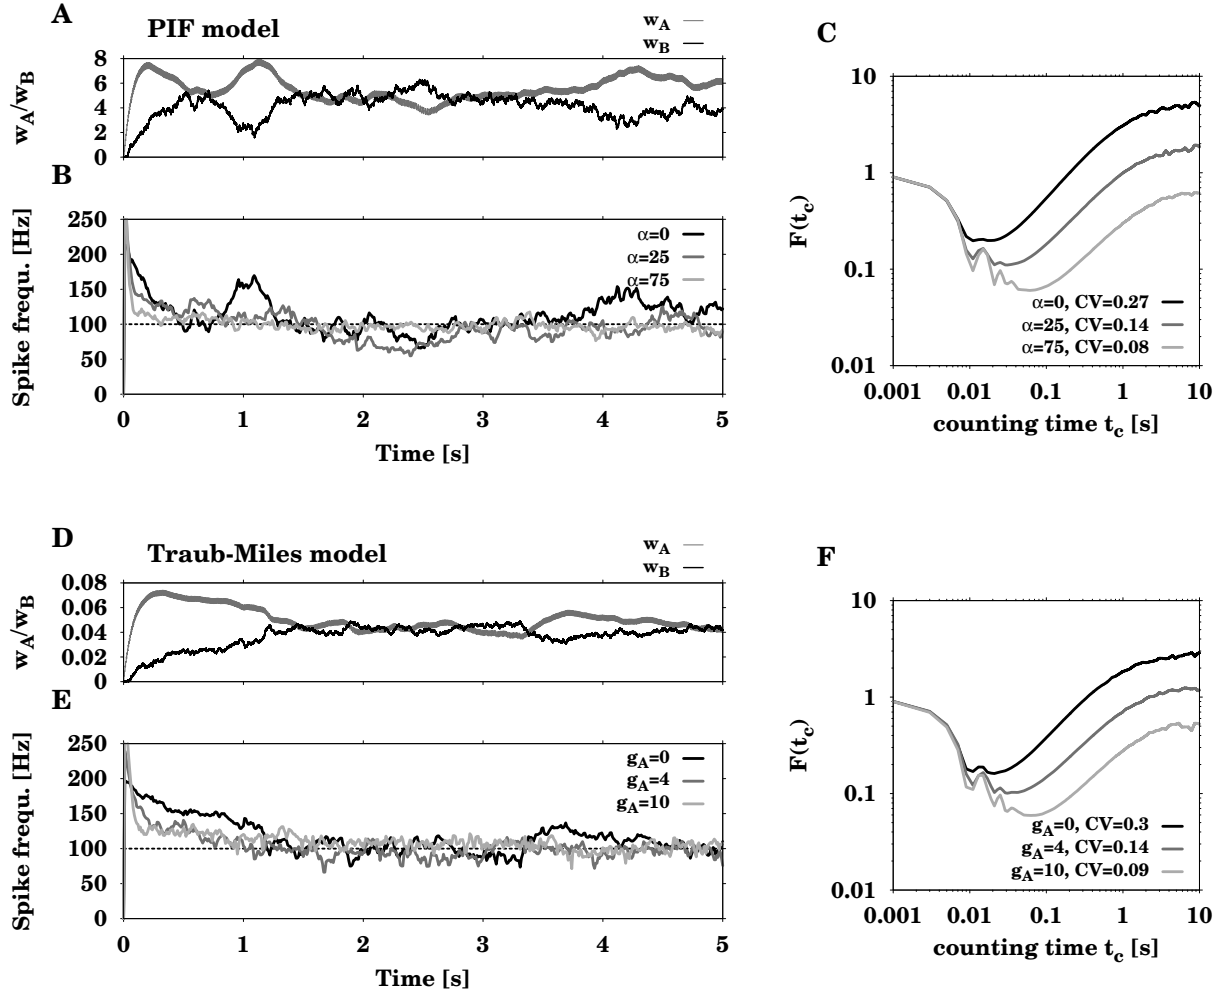 A
PIF model
w_A
w_B
w_A/w_B
8
6
4
2
0
B
Spike frequ. [Hz]
250
200
150
100
50
0
α=0
α=25
α=75
0 1 2 3 4 5
Time [s]
C
F(t_c)
10
1
0.1
0.01
α=0, CV=0.27
α=25, CV=0.14
α=75, CV=0.08
0.001 0.01 0.1 1 10
counting time t_c [s]
D
Traub-Miles model
w_A
w_B
w_A/w_B
0.08
0.06
0.04
0.02
0
E
Spike frequ. [Hz]
250
200
150
100
50
0
g_A=0
g_A=4
g_A=10
0 1 2 3 4 5
Time [s]
F
F(t_c)
10
1
0.1
0.01
g_A=0, CV=0.3
g_A=4, CV=0.14
g_A=10, CV=0.09
0.001 0.01 0.1 1 10
counting time t_c [s]